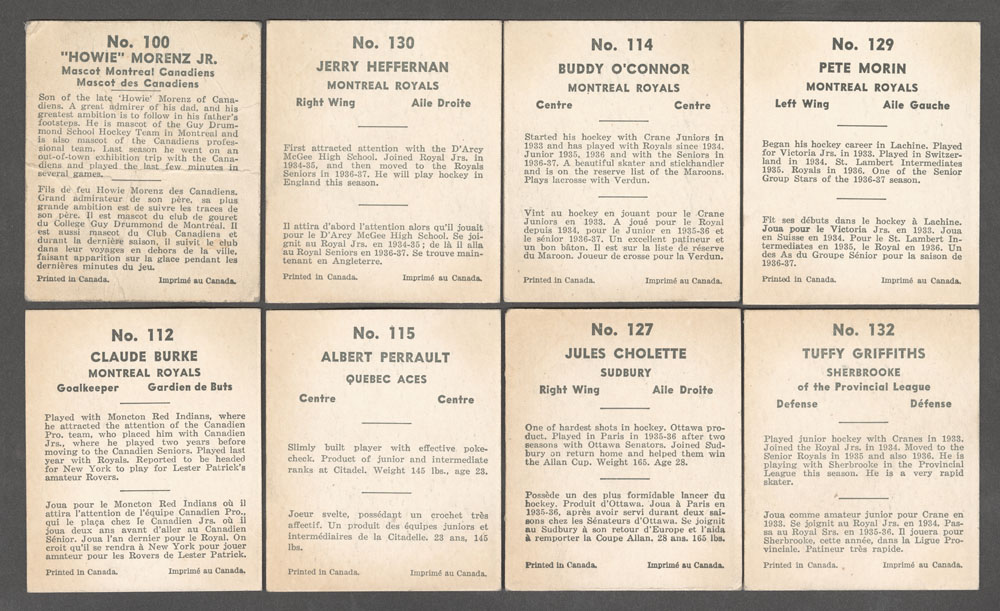 No. 100
"HOWIE" MORENZ JR.
Mascot Montreal Canadiens
Mascot des Canadiens
Son of the late 'Howie' Morenz of Cana-
diens. A great admirer of his dad, and his
greatest ambition is to follow in his father's
footsteps. He is mascot of the Guy Drum-
mond School Hockey Team in Montreal and
is also mascot of the Canadiens profes-
sional team. Last season he went on an
out-of-town exhibition trip with the Cana-
diens and played the last few minutes in
several games.
Fils de feu Howie Morenz des Canadiens.
Grand admirateur de son père, sa plus
grande ambition est de suivre les traces de
son père. Il est mascot du club de gouret
du College Guy Drummond de Montréal. Il
est aussi mascot du Club Canadiens et
durant la dernière saison, il suivit le club
dans leur voyages en dehors de la ville,
faisant apparition sur la glace pendant les
dernières minutes du jeu.
Printed in Canada. Imprimé au Canada.
No. 130
JERRY HEFFERNAN
MONTREAL ROYALS
Right Wing Aile Droite
First attracted attention with the D'Arcy
McGee High School. Joined Royal Jrs. in
1934-35, and then moved to the Royals
Seniors in 1936-37. He will play hockey in
England this season.
Il attira d'abord l'attention alors qu'il jouait
pour le D'Arcy McGee High School. Se joi-
gnit au Royal Jrs. en 1934-35; de là il alla
au Royal Seniors en 1936-37. Se trouve main-
tenant en Angleterre.
Printed in Canada. Imprimé au Canada.
No. 114
BUDDY O'CONNOR
MONTREAL ROYALS
Centre Centre
Started his hockey with Crane Juniors in
1933 and has played with Royals since 1934.
Junior 1935, 1936 and with the Seniors in
1936-37. A beautiful skater and stickhandler
and is on the reserve list of the Maroons.
Plays lacrosse with Verdun.
Vint au hockey en jouant pour le Crane
Juniors en 1933. A joué pour le Royal
depuis 1934, pour le Junior en 1935-36 et
le sénior 1936-37. Un excellent patineur et
un bon bâton. Il est sur la liste de réserve
du Maroon. Joueur de crosse pour la Verdun.
Printed in Canada. Imprimé au Canada.
No. 129
PETE MORIN
MONTREAL ROYALS
Left Wing Aile Gauche
Began his hockey career in Lachine. Played
for Victoria Jrs. in 1933. Played in Switzer-
land in 1934. St. Lambert Intermediates
1935. Royals in 1936. One of the Senior
Group Stars of the 1936-37 season.
Fit ses débuts dans le hockey à Lachine.
Joua pour le Victoria Jrs. en 1933. Joua
en Suisse en 1934. Pour le St. Lambert In-
termediates en 1935, le Royal en 1936. Un
des As du Groupe Sénior pour la saison de
1936-37.
Printed in Canada. Imprimé au Canada.
No. 112
CLAUDE BURKE
MONTREAL ROYALS
Goalkeeper Gardien de Buts
Played with Moncton Red Indians, where
he attracted the attention of the Canadien
Pro. team, who placed him with Canadien
Jrs., where he played two years before
moving to the Canadien Seniors. Played last
year with Royals. Reported to be headed
for New York to play for Lester Patrick's
amateur Rovers.
Joua pour le Moncton Red Indians où il
attira l'attention de l'équipe Canadien Pro.,
qui le plaça chez le Canadien Jrs. où il
joua deux ans avant d'aller au Canadien
Sénior. Joua l'an dernier pour le Royal. On
croit qu'il se rendra à New York pour jouer
amateur pour les Rovers de Lester Patrick.
Printed in Canada. Imprimé au Canada.
No. 115
ALBERT PERRAULT
QUEBEC ACES
Centre Centre
Slimly built player with effective poke-
check. Product of junior and intermediate
ranks at Citadel. Weight 145 lbs., age 23.
Joeur svelte, possédant un crochet très
affectif. Un produit des équipes juniors et
intermédiaires de la Citadelle. 23 ans, 145
lbs.
Printed in Canada. Imprimé au Canada.
No. 127
JULES CHOLETTE
SUDBURY
Right Wing Aile Droite
One of hardest shots in hockey. Ottawa pro-
duct. Played in Paris in 1935-36 after two
seasons with Ottawa Senators. Joined Sud-
bury on return home and helped them win
the Allan Cup. Weight 165. Age 28.
Possède un des plus formidable lancer du
hockey. Produit d'Ottawa. Joua à Paris en
1935-36, après avoir servi durant deux sai-
sons chez les Sénateurs d'Ottawa. Se joignit
au Sudbury à son retour d'Europe et l'aida
à remporter la Coupe Allan. 28 ans. 165 lbs.
Printed in Canada. Imprimé au Canada.
No. 132
TUFFY GRIFFITHS
SHERBROOKE
of the Provincial League
Defense Défense
Played junior hockey with Cranes in 1933.
Joined the Royal Jrs. in 1934. Moved to the
Senior Royals in 1935 and also 1936. He is
playing with Sherbrooke in the Provincial
League this season. He is a very rapid
skater.
Joua comme amateur junior pour Crane en
1933. Se joignit au Royal Jrs. en 1934. Pas-
sa au Royal Srs. en 1935-36. Il jouera pour
Sherbrooke, cette année, dans la Ligue Pro-
vinciale. Patineur très rapide.
Printed in Canada. Imprimé au Canada.